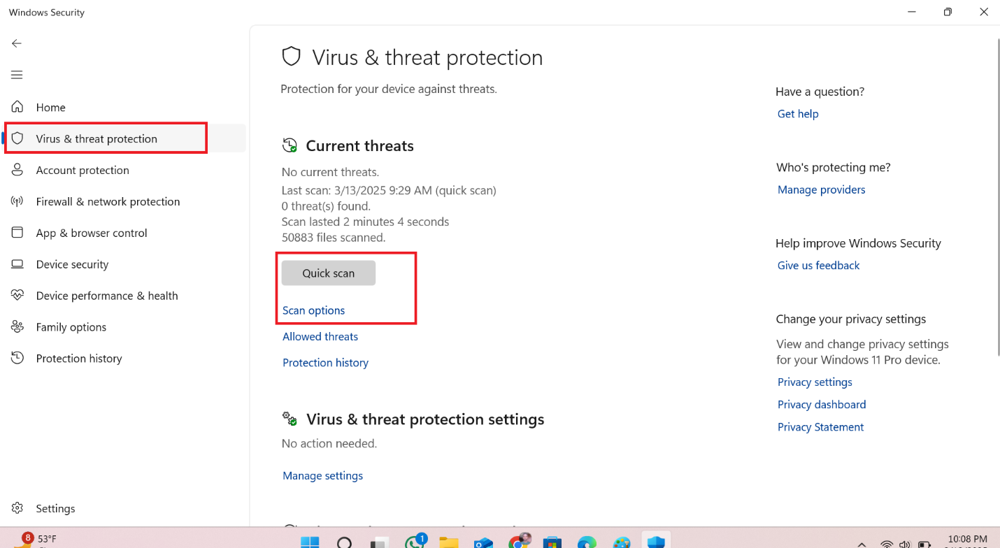 Windows Security
Home
Virus & threat protection
Account protection
Firewall & network protection
App & browser control
Device security
Device performance & health
Family options
Protection history
Settings
Virus & threat protection
Protection for your device against threats.
Current threats
No current threats.
Last scan: 3/13/2025 9:29 AM (quick scan)
0 threat(s) found.
Scan lasted 2 minutes 4 seconds
50883 files scanned.
Quick scan
Scan options
Allowed threats
Protection history
Virus & threat protection settings
No action needed.
Manage settings
Have a question?
Get help
Who's protecting me?
Manage providers
Help improve Windows Security
Give us feedback
Change your privacy settings
View and change privacy settings
for your Windows 11 Pro device.
Privacy settings
Privacy dashboard
Privacy Statement
8
53°F
1
10:08 PM